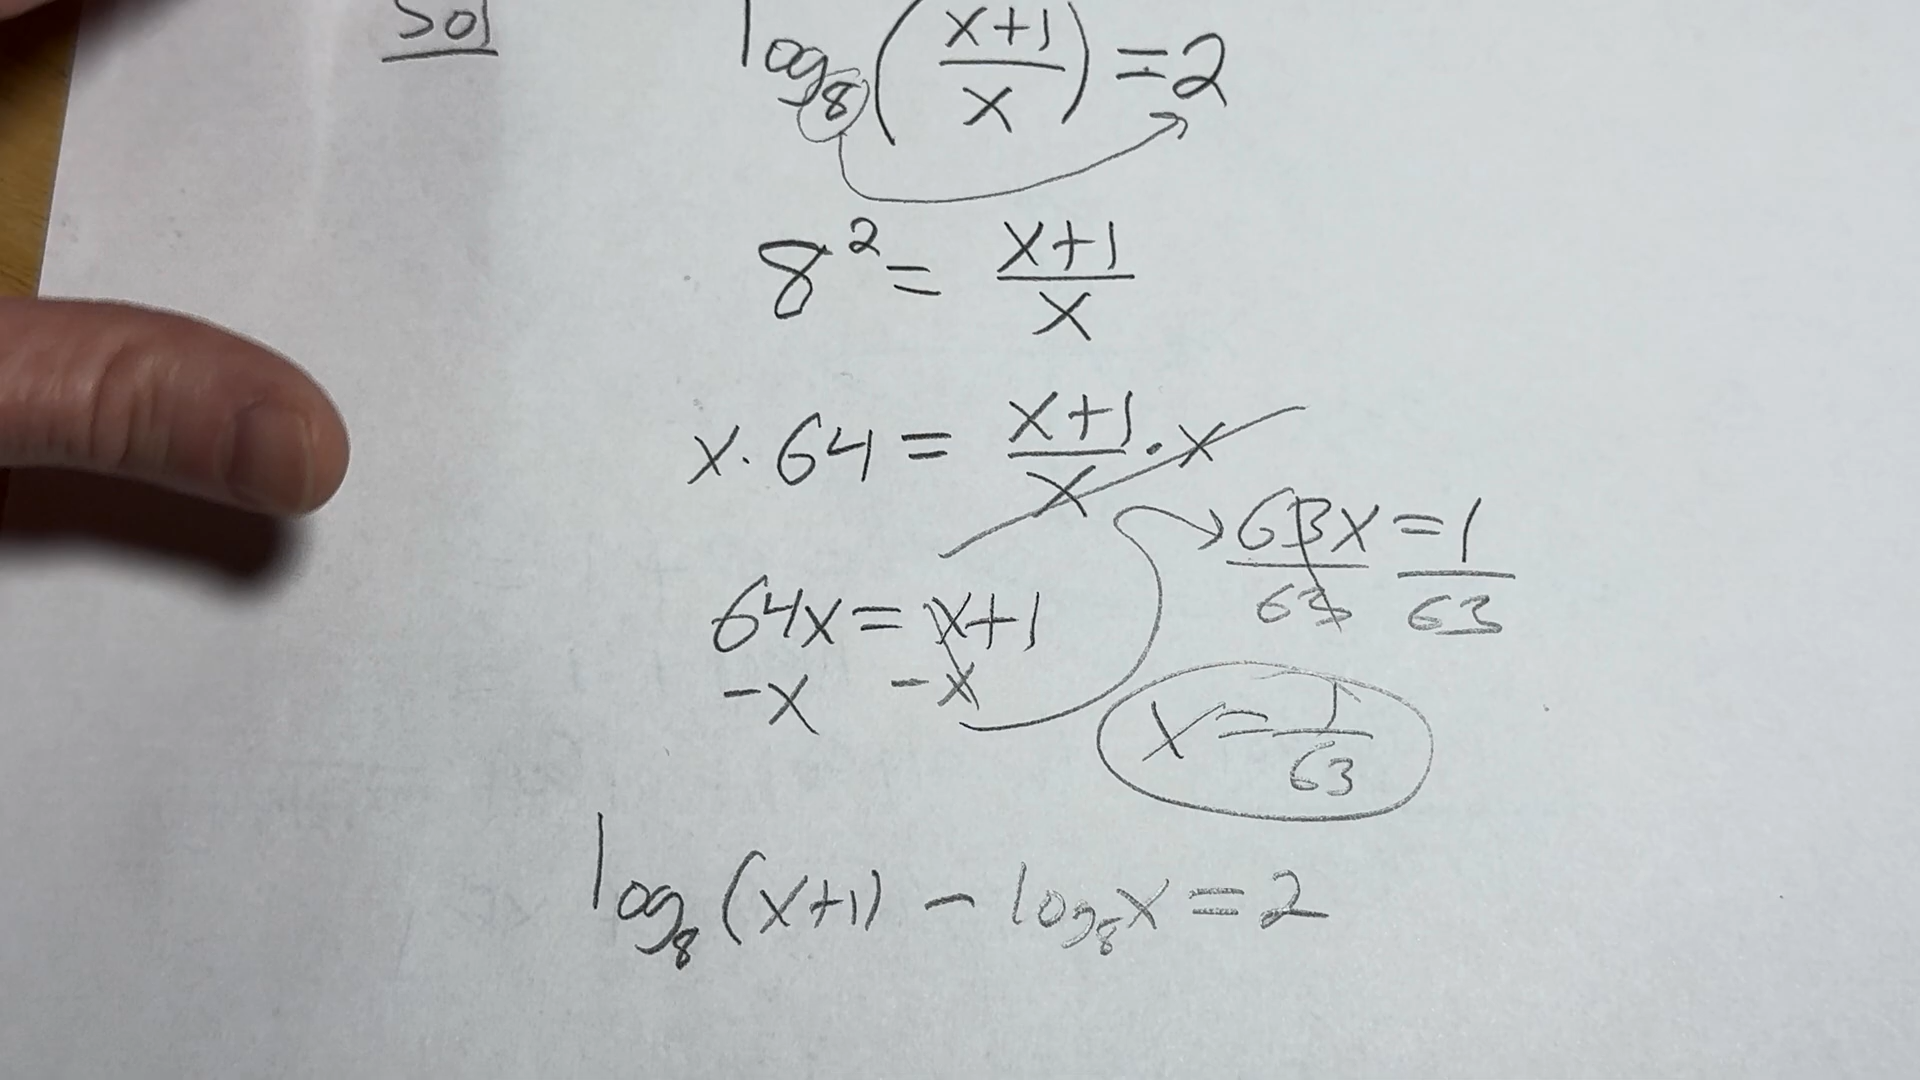 Sol
log₈((x+1)/x) = 2
8² = (x+1)/x
x · 64 = (x+1)/x · x
64x = x+1
-x -x
63x/63 = 1/63
x = 1/63
log₈(x+1) - log₈x = 2